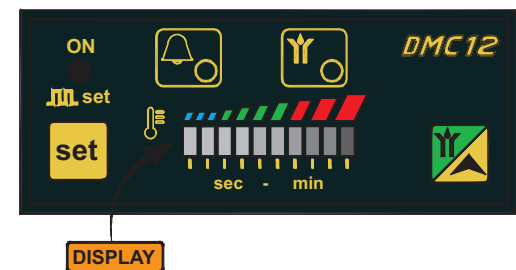 ON
DMC12
set
set
sec - min
DISPLAY